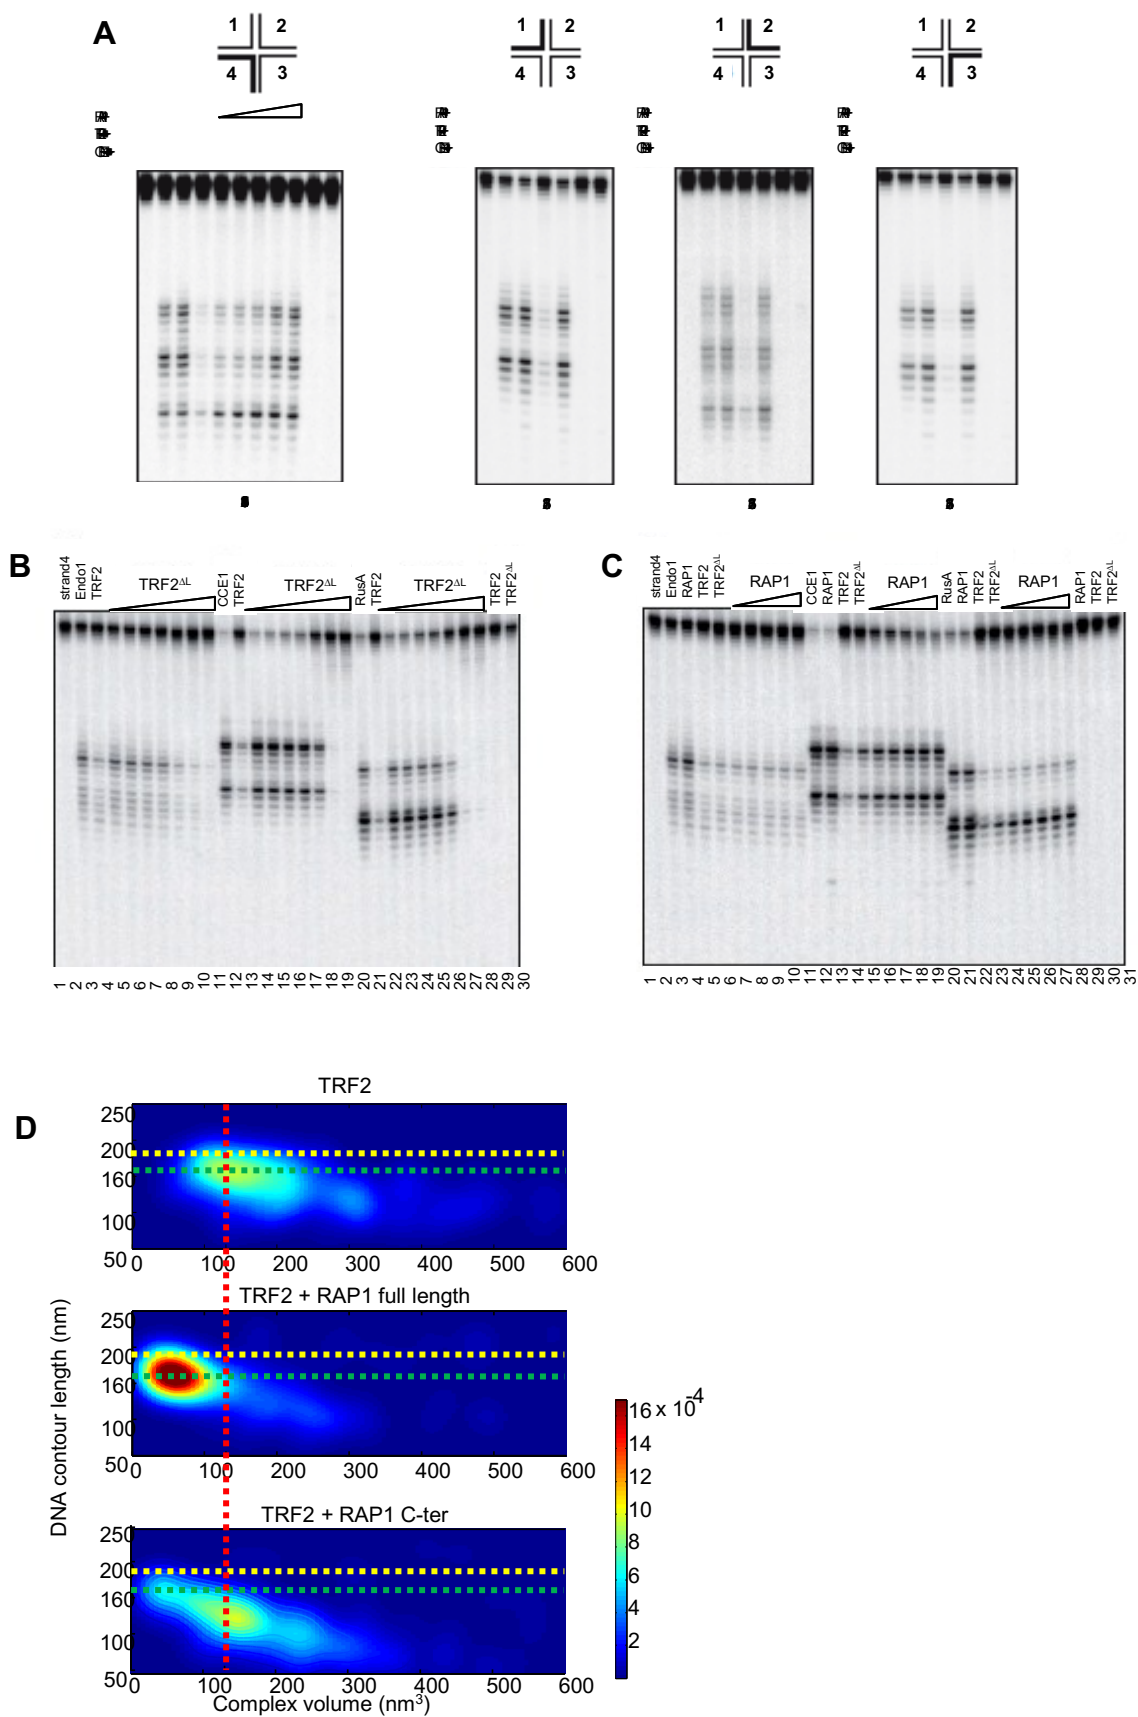 A
1 2
4 3
1 2
4 3
1 2
4 3
1 2
4 3
B
strand4 Endo1 TRF2 TRF2ΔL CCE1 TRF2 TRF2ΔL RusA TRF2 TRF2ΔL TRF2 TRF2ΔL
1 2 3 4 5 6 7 8 9 10 11 12 13 14 15 16 17 18 19 20 21 22 23 24 25 26 27 28 29 30
C
strand4 Endo1 RAP1 TRF2 TRF2ΔL RAP1 CCE1 RAP1 TRF2 TRF2ΔL RAP1 RusA RAP1 TRF2 TRF2ΔL RAP1 RAP1 TRF2 TRF2ΔL
1 2 3 4 5 6 7 8 9 10 11 12 13 14 15 16 17 18 19 20 21 22 23 24 25 26 27 28 29 30 31
D
TRF2
250
200
160
100
50
0 100 200 300 400 500 600
TRF2 + RAP1 full length
250
200
160
100
50
0 100 200 300 400 500 600
TRF2 + RAP1 C-ter
250
200
160
100
50
0 100 200 300 400 500 600
DNA contour length (nm)
Complex volume (nm³)
16 x 10⁻⁴
14
12
10
8
6
4
2